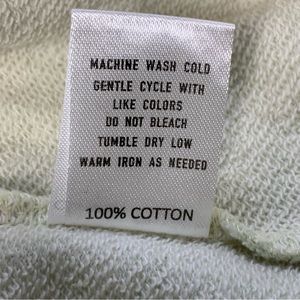 MACHINE WASH COLD
GENTLE CYCLE WITH
LIKE COLORS
DO NOT BLEACH
TUMBLE DRY LOW
WARM IRON AS NEEDED
100% COTTON